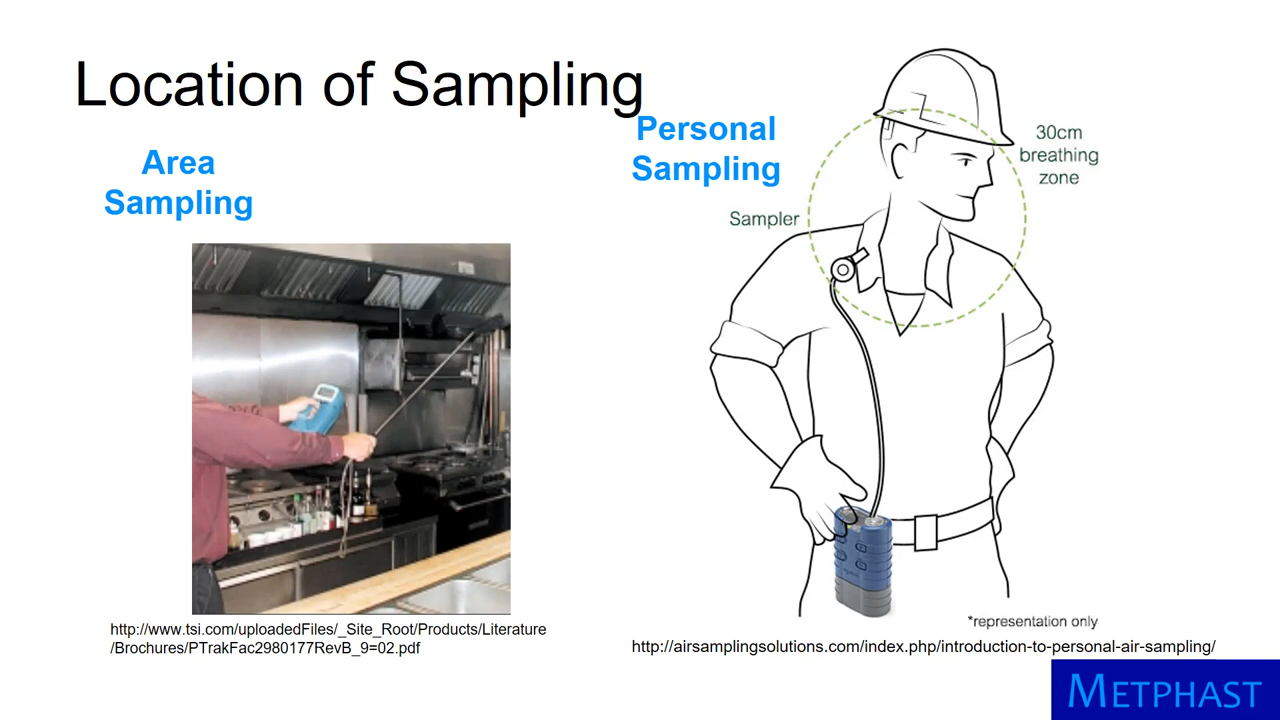 Location of Sampling
Area
Sampling
Personal
Sampling
30cm
breathing
zone
Sampler
*representation only
http://www.tsi.com/uploadedFiles/_Site_Root/Products/Literature
/Brochures/PTrakFac2980177RevB_9=02.pdf
http://airsamplingsolutions.com/index.php/introduction-to-personal-air-sampling/
METPHAST